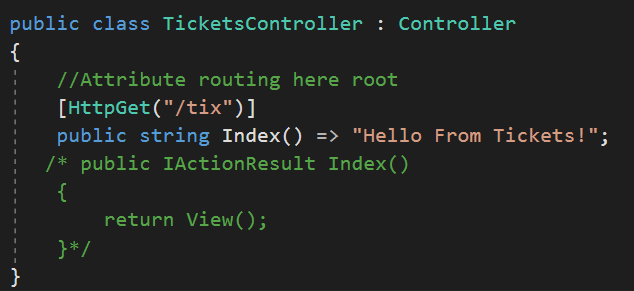 public class TicketsController : Controller
{
    //Attribute routing here root
    [HttpGet("/tix")]
    public string Index() => "Hello From Tickets!";
   /* public IActionResult Index()
    {
        return View();
    }*/
}